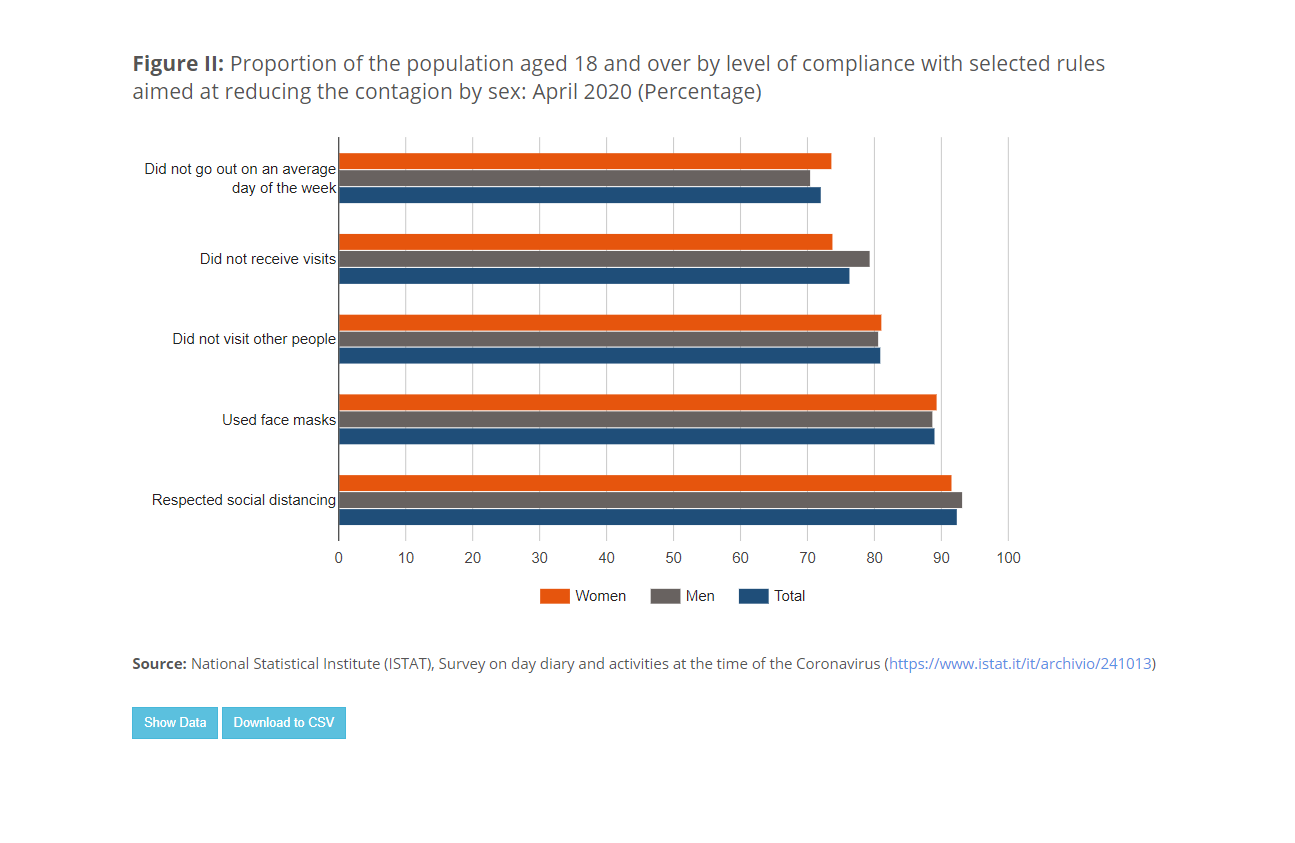 Figure II: Proportion of the population aged 18 and over by level of compliance with selected rules
aimed at reducing the contagion by sex: April 2020 (Percentage)
Did not go out on an average
day of the week
Did not receive visits
Did not visit other people
Used face masks
Respected social distancing
0 10 20 30 40 50 60 70 80 90 100
Women Men Total
Source: National Statistical Institute (ISTAT), Survey on day diary and activities at the time of the Coronavirus (https://www.istat.it/it/archivio/241013)
Show Data Download to CSV